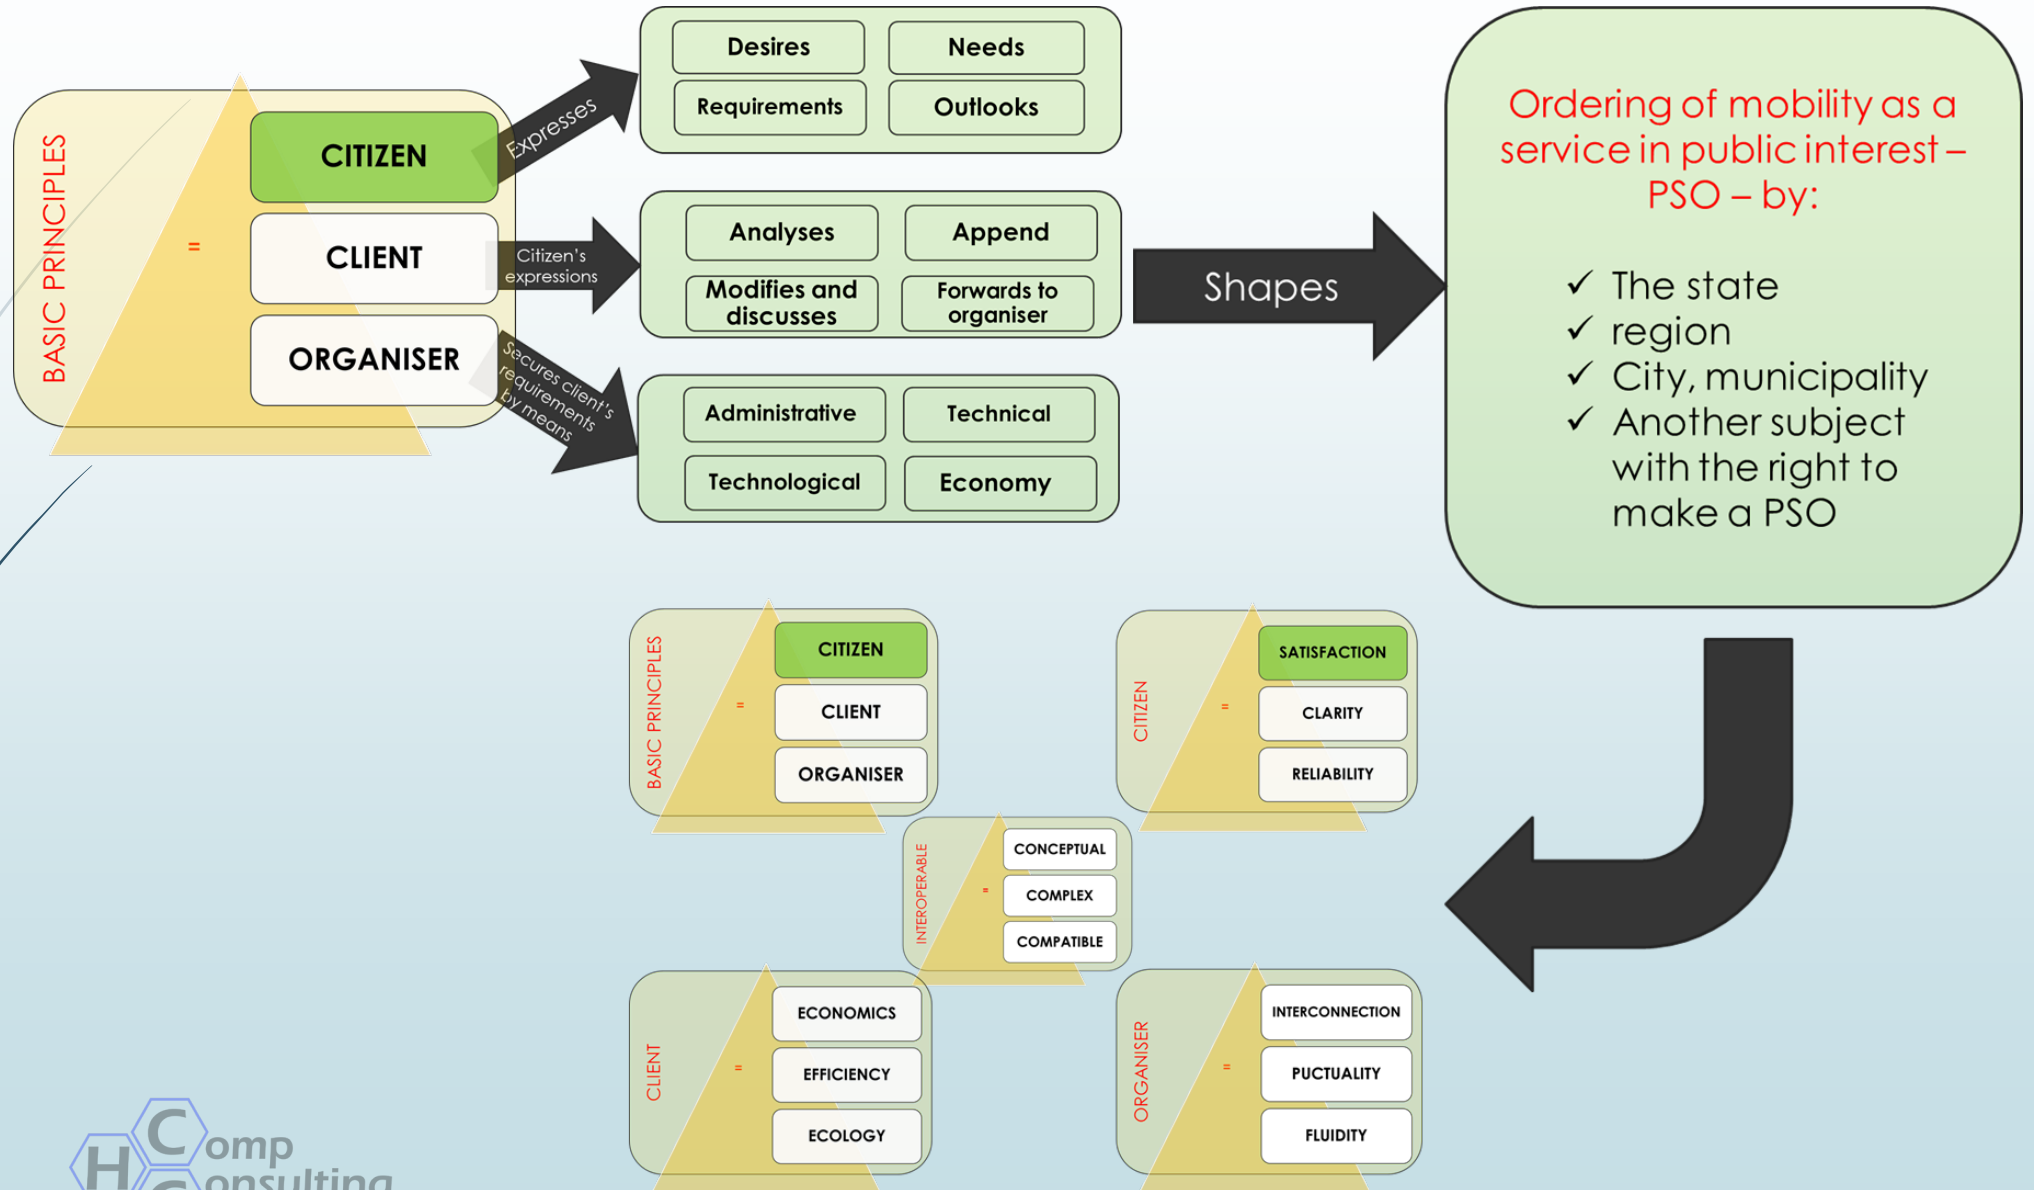 BASIC PRINCIPLES
=
CITIZEN
CLIENT
ORGANISER
Expresses
Citizen's
expressions
Secures client's
requirements
by means
Desires
Needs
Requirements
Outlooks
Analyses
Append
Modifies and
discusses
Forwards to
organiser
Administrative
Technical
Technological
Economy
Shapes
Ordering of mobility as a
service in public interest –
PSO – by:
✓ The state
✓ region
✓ City, municipality
✓ Another subject
with the right to
make a PSO
BASIC PRINCIPLES
=
CITIZEN
CLIENT
ORGANISER
CITIZEN
=
SATISFACTION
CLARITY
RELIABILITY
INTEROPERABLE
=
CONCEPTUAL
COMPLEX
COMPATIBLE
CLIENT
=
ECONOMICS
EFFICIENCY
ECOLOGY
ORGANISER
=
INTERCONNECTION
PUCTUALITY
FLUIDITY
H Comp
Consulting